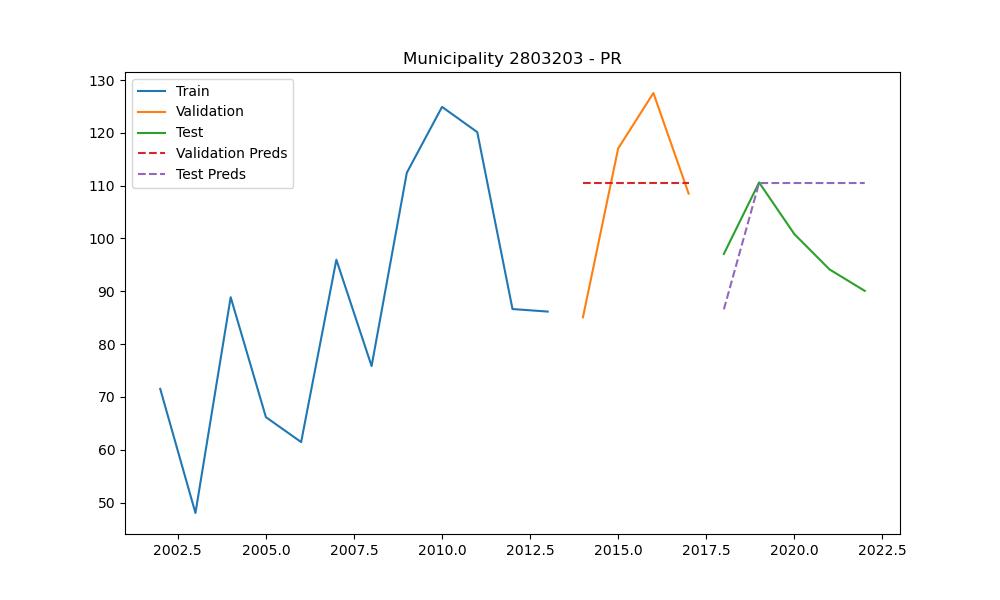 Municipality 2803203 - PR
130
120
110
100
90
80
70
60
50
Train
Validation
Test
Validation Preds
Test Preds
2002.5 2005.0 2007.5 2010.0 2012.5 2015.0 2017.5 2020.0 2022.5